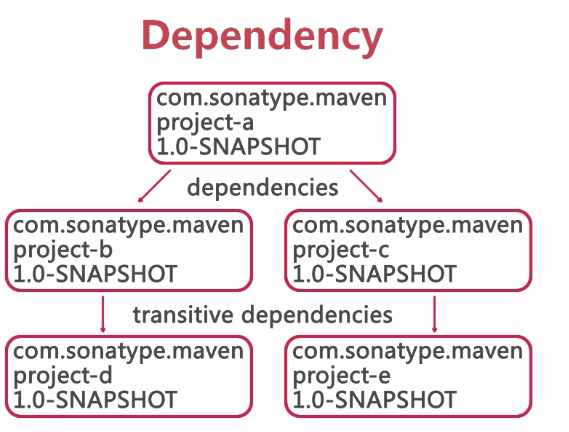 Dependency
com.sonatype.maven
project-a
1.0-SNAPSHOT
dependencies
com.sonatype.maven
project-b
1.0-SNAPSHOT
com.sonatype.maven
project-c
1.0-SNAPSHOT
transitive dependencies
com.sonatype.maven
project-d
1.0-SNAPSHOT
com.sonatype.maven
project-e
1.0-SNAPSHOT